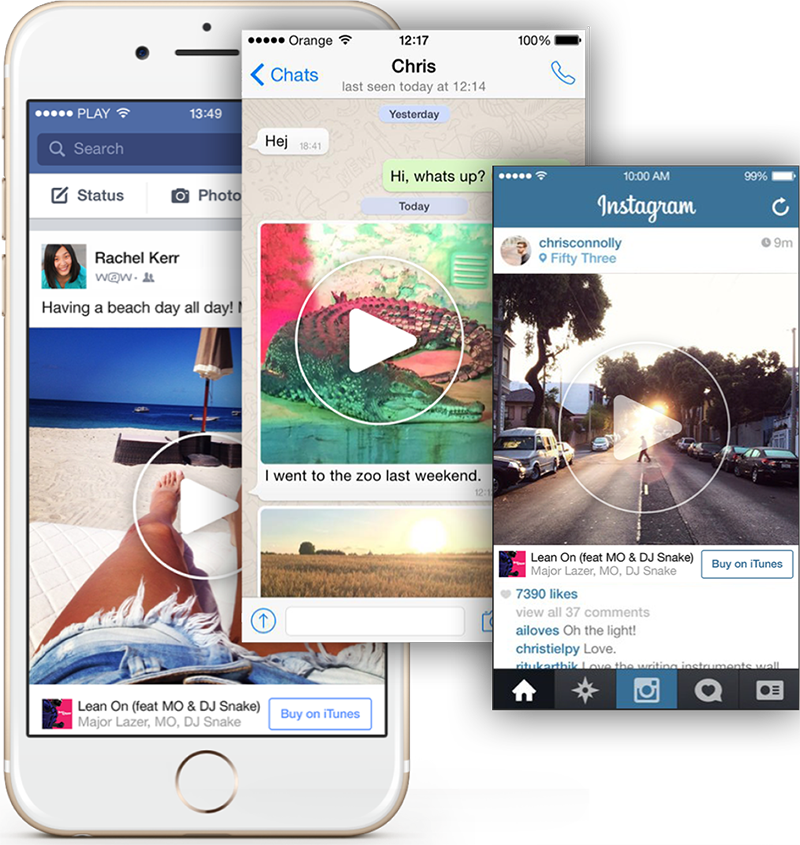 PLAY 13:49
Search
Status Photo
Rachel Kerr
W@W
Having a beach day all day!
Lean On (feat MO & DJ Snake)
Major Lazer, MO, DJ Snake
Buy on iTunes
Orange 12:17 100%
Chats
Chris
last seen today at 12:14
Yesterday
Hej 18:41
Hi, whats up?
Today
I went to the zoo last weekend.
10:00 AM 99%
Instagram
chrisconnolly 9m
Fifty Three
Lean On (feat MO & DJ Snake)
Major Lazer, MO, DJ Snake
Buy on iTunes
7390 likes
view all 37 comments
ailoves Oh the light!
christielpy Love.
ritukarthik Love the writing instruments wall